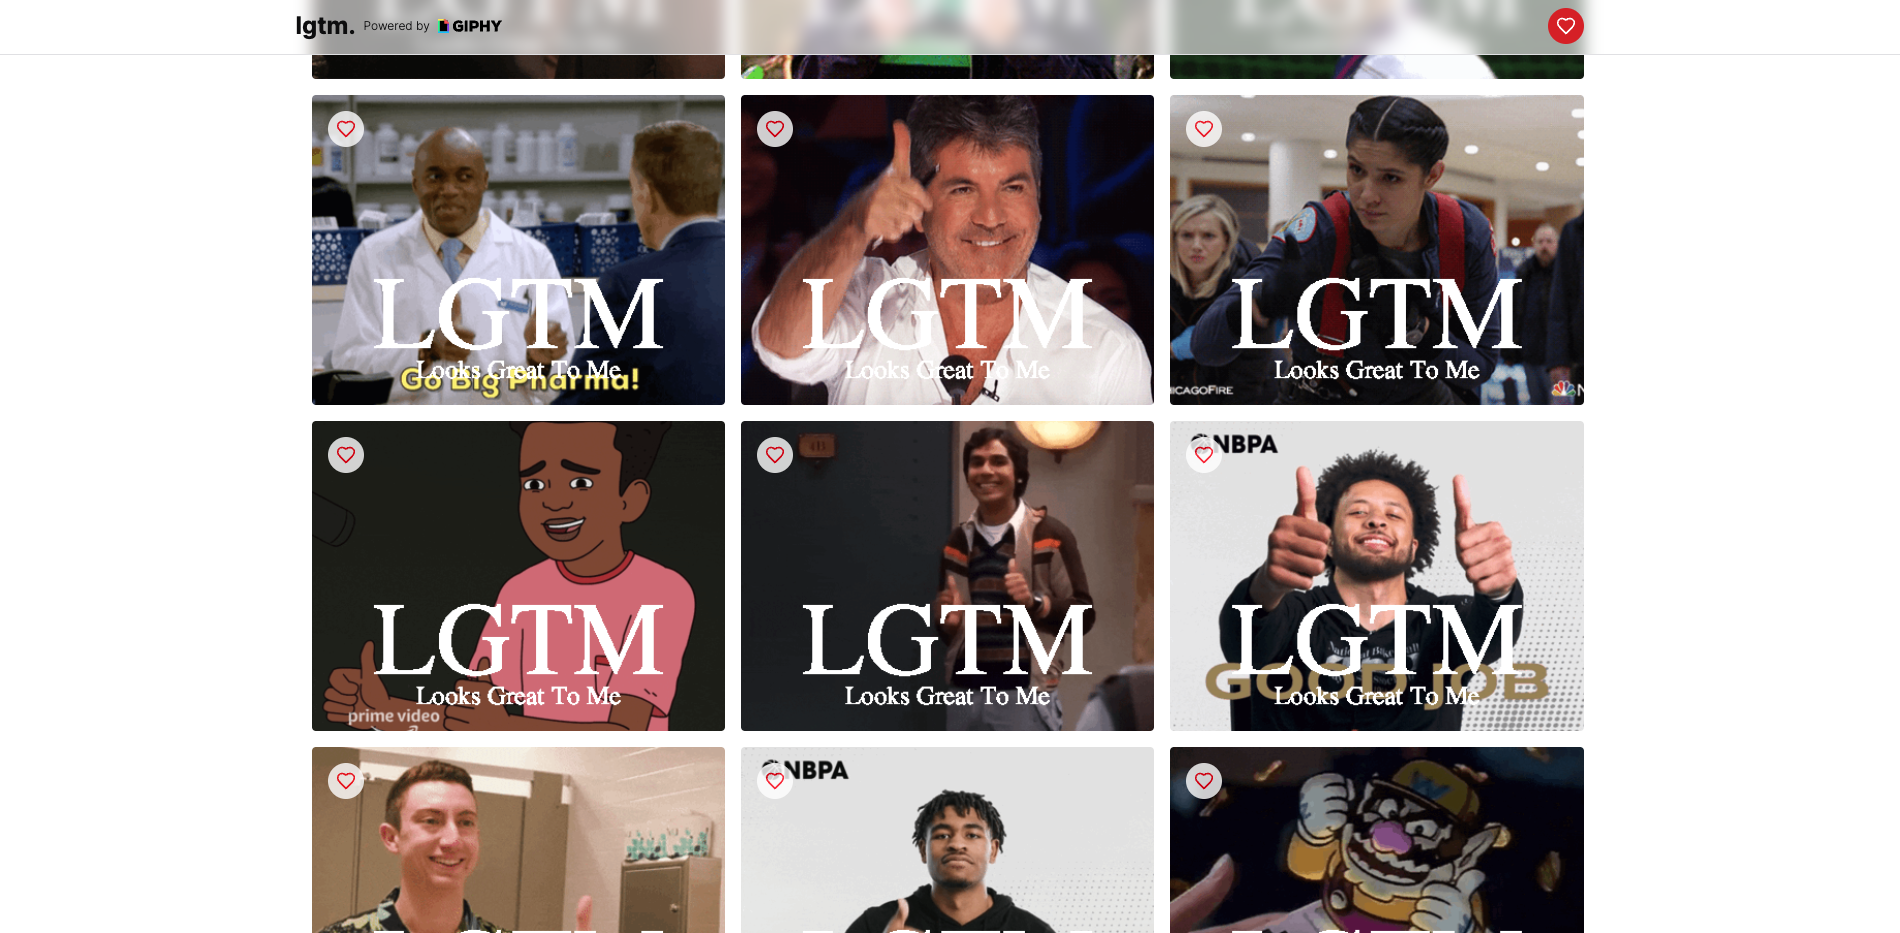 lgtm. Powered by GIPHY
LGTM
Looks Great To Me
Go Big Pharma!
LGTM
Looks Great To Me
LGTM
Looks Great To Me
HICAGOFIRE
LGTM
Looks Great To Me
prime video
4B
LGTM
Looks Great To Me
NBPA
LGTM
GOOD JOB
Looks Great To Me
NBPA
W